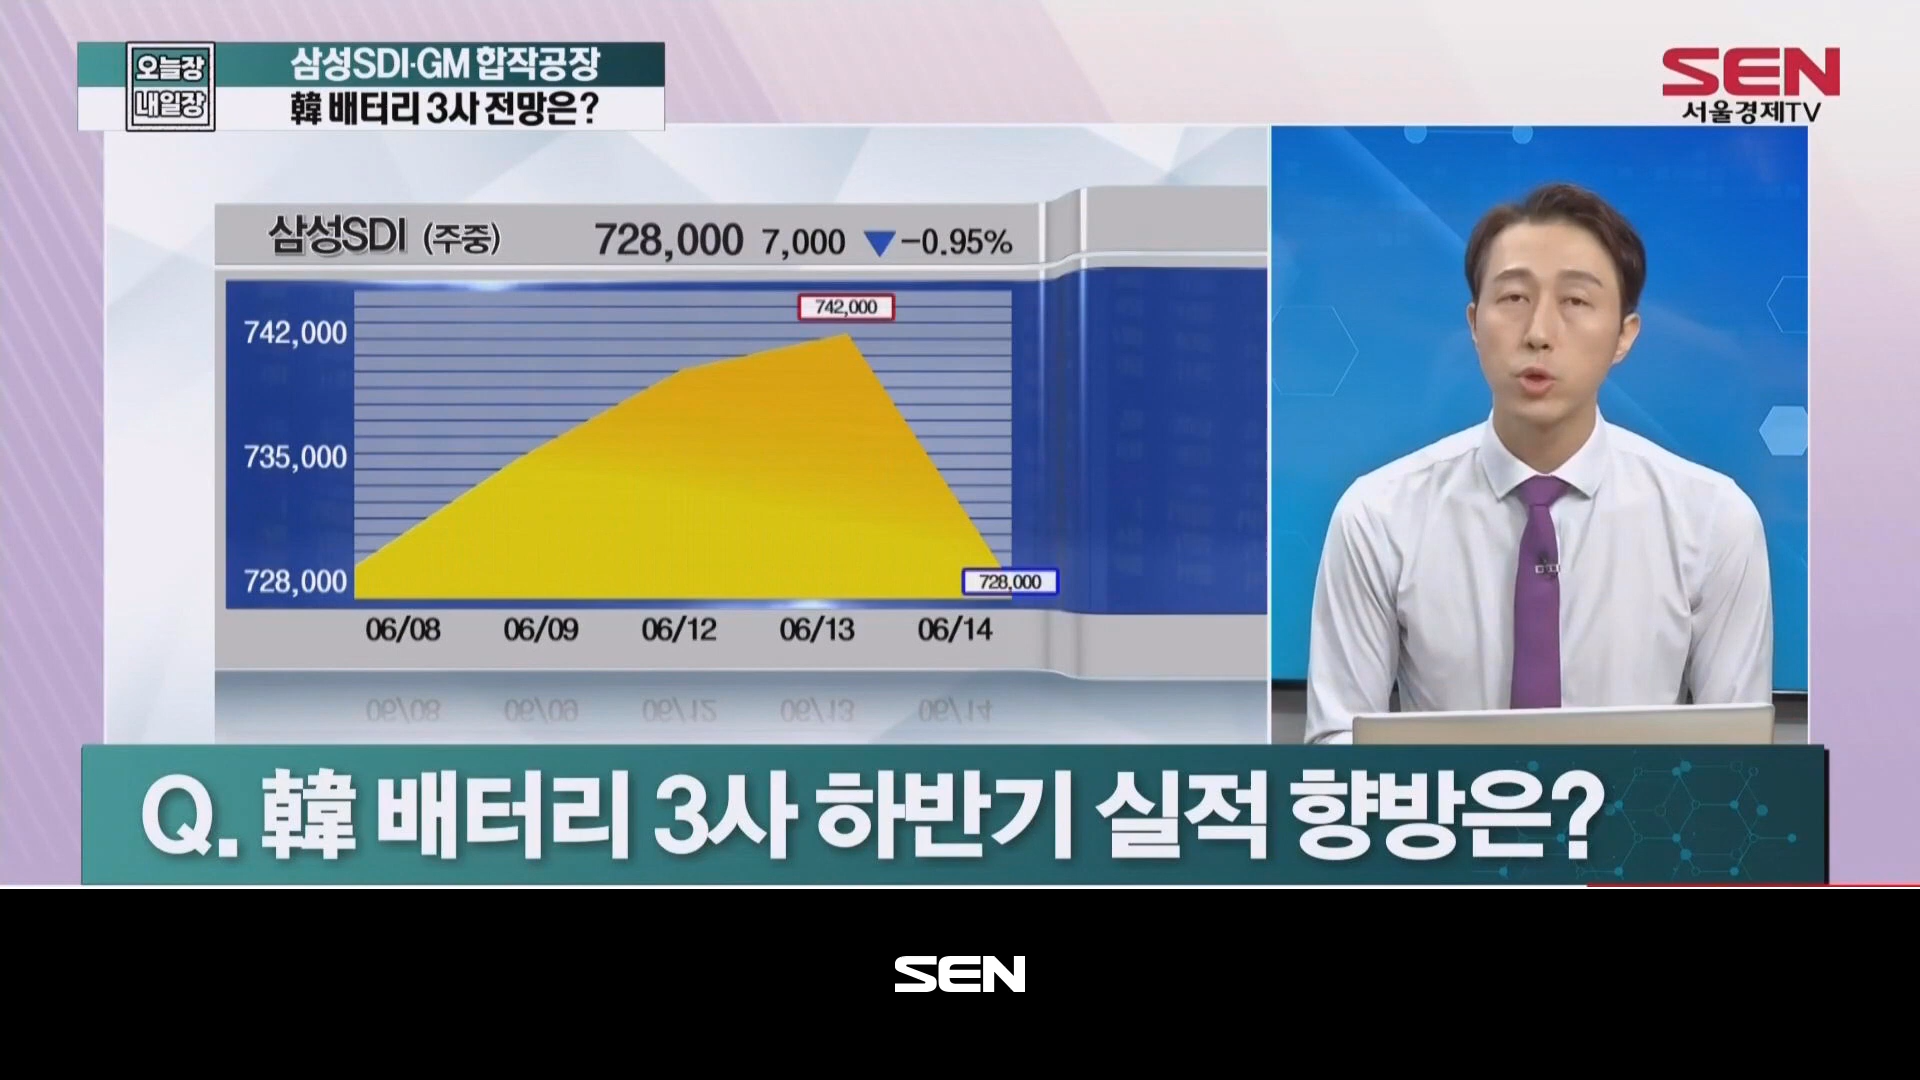 오늘장
내일장
삼성SDI·GM 합작공장
韓 배터리 3사 전망은?
SEN
서울경제TV
삼성SDI (주중) 728,000 7,000 ▼-0.95%
742,000
742,000
735,000
728,000
728,000
06/08 06/09 06/12 06/13 06/14
Q. 韓 배터리 3사 하반기 실적 향방은?
SEN